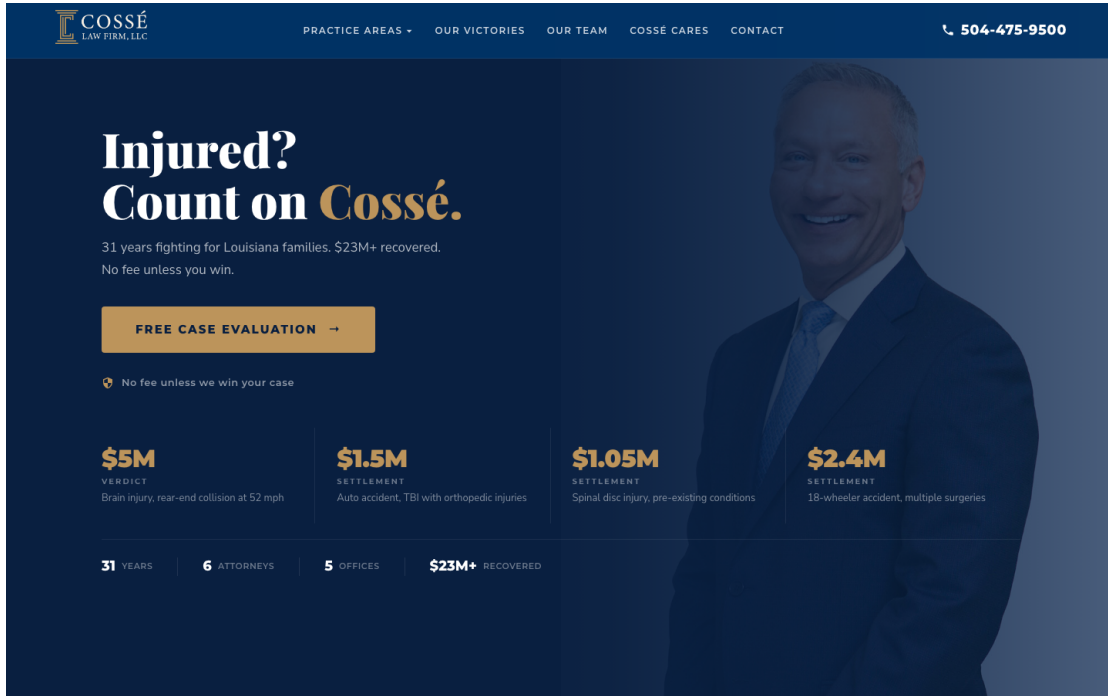 COSSÉ
LAW FIRM, LLC
PRACTICE AREAS
OUR VICTORIES
OUR TEAM
COSSÉ CARES
CONTACT
504-475-9500
Injured?
Count on Cossé.
31 years fighting for Louisiana families. $23M+ recovered.
No fee unless you win.
FREE CASE EVALUATION →
No fee unless we win your case
$5M
VERDICT
Brain injury, rear-end collision at 52 mph
$1.5M
SETTLEMENT
Auto accident, TBI with orthopedic injuries
$1.05M
SETTLEMENT
Spinal disc injury, pre-existing conditions
$2.4M
SETTLEMENT
18-wheeler accident, multiple surgeries
31 YEARS
6 ATTORNEYS
5 OFFICES
$23M+ RECOVERED